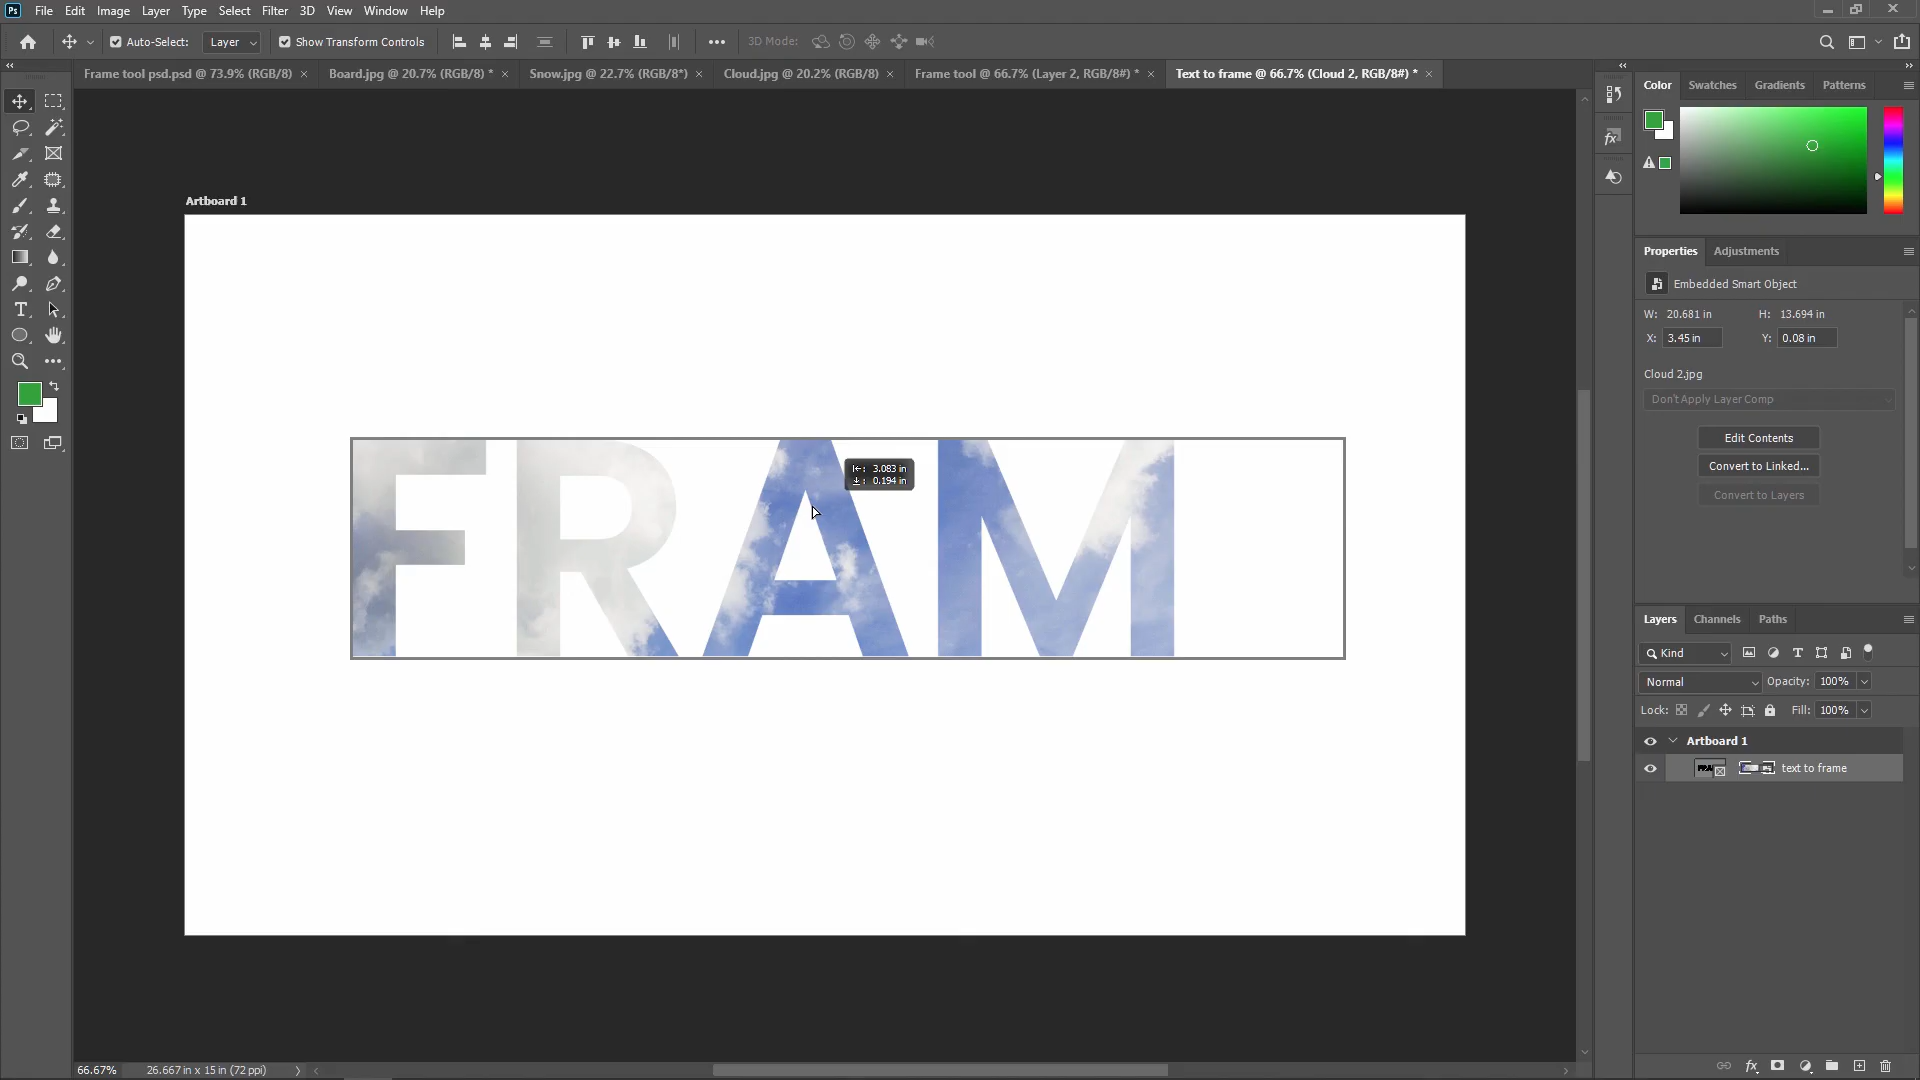 Ps File Edit Image Layer Type Select Filter 3D View Window Help
Auto-Select: Layer Show Transform Controls 3D Mode:
Frame tool psd.psd @ 73.9% (RGB/8) × Board.jpg @ 20.7% (RGB/8) * × Snow.jpg @ 22.7% (RGB/8*) × Cloud.jpg @ 20.2% (RGB/8) × Frame tool @ 66.7% (Layer 2, RGB/8#) * × Text to frame @ 66.7% (Cloud 2, RGB/8#) * ×
Artboard 1
FRAM
3.083 in
0.194 in
T
66.67% 26.667 in x 15 in (72 ppi)
Color Swatches Gradients Patterns
fx
Properties Adjustments
Embedded Smart Object
W: 20.681 in H: 13.694 in
X: 3.45 in Y: 0.08 in
Cloud 2.jpg
Don't Apply Layer Comp
Edit Contents
Convert to Linked...
Convert to Layers
Layers Channels Paths
Kind T
Normal Opacity: 100%
Lock: Fill: 100%
Artboard 1
text to frame
fx